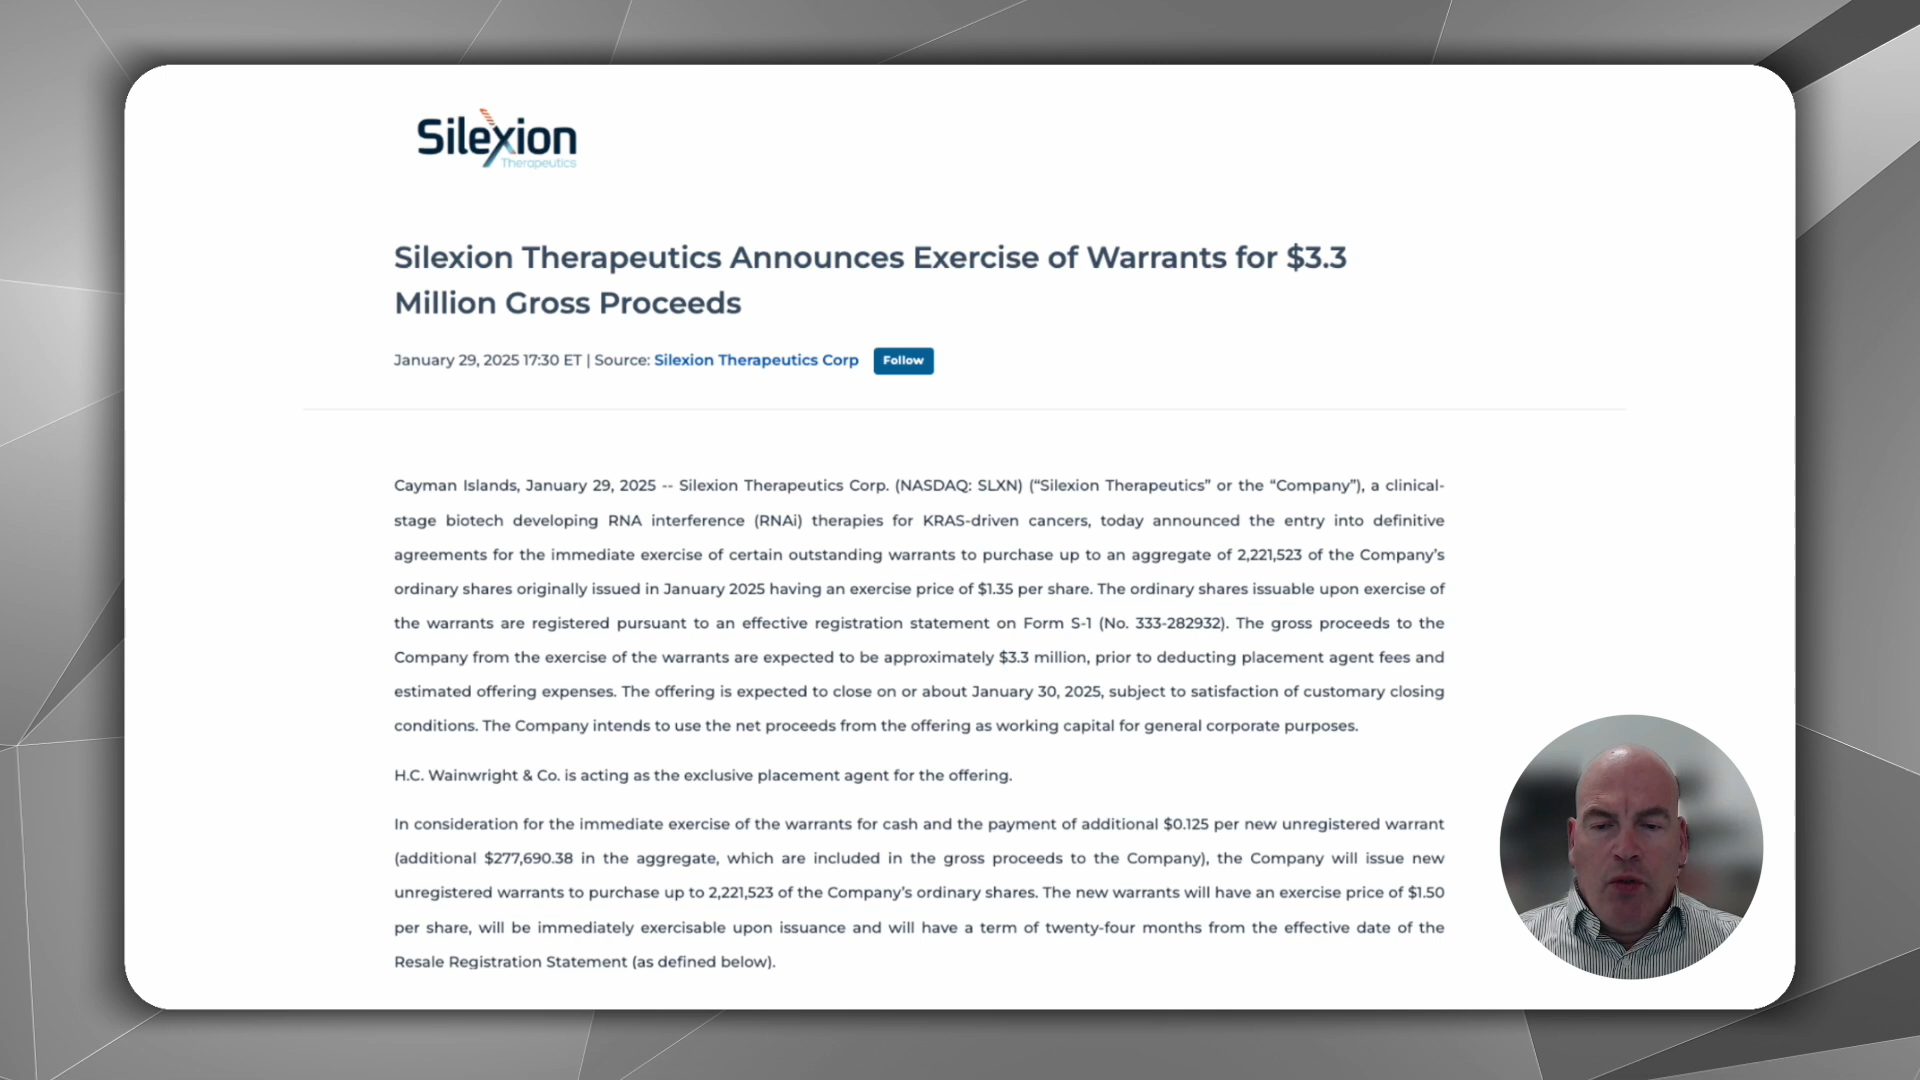 Silexion
Therapeutics
Silexion Therapeutics Announces Exercise of Warrants for $3.3
Million Gross Proceeds
January 29, 2025 17:30 ET | Source: Silexion Therapeutics Corp Follow
Cayman Islands, January 29, 2025 -- Silexion Therapeutics Corp. (NASDAQ: SLXN) (“Silexion Therapeutics” or the “Company”), a clinical-
stage biotech developing RNA interference (RNAi) therapies for KRAS-driven cancers, today announced the entry into definitive
agreements for the immediate exercise of certain outstanding warrants to purchase up to an aggregate of 2,221,523 of the Company’s
ordinary shares originally issued in January 2025 having an exercise price of $1.35 per share. The ordinary shares issuable upon exercise of
the warrants are registered pursuant to an effective registration statement on Form S-1 (No. 333-282932). The gross proceeds to the
Company from the exercise of the warrants are expected to be approximately $3.3 million, prior to deducting placement agent fees and
estimated offering expenses. The offering is expected to close on or about January 30, 2025, subject to satisfaction of customary closing
conditions. The Company intends to use the net proceeds from the offering as working capital for general corporate purposes.
H.C. Wainwright & Co. is acting as the exclusive placement agent for the offering.
In consideration for the immediate exercise of the warrants for cash and the payment of additional $0.125 per new unregistered warrant
(additional $277,690.38 in the aggregate, which are included in the gross proceeds to the Company), the Company will issue new
unregistered warrants to purchase up to 2,221,523 of the Company’s ordinary shares. The new warrants will have an exercise price of $1.50
per share, will be immediately exercisable upon issuance and will have a term of twenty-four months from the effective date of the
Resale Registration Statement (as defined below).